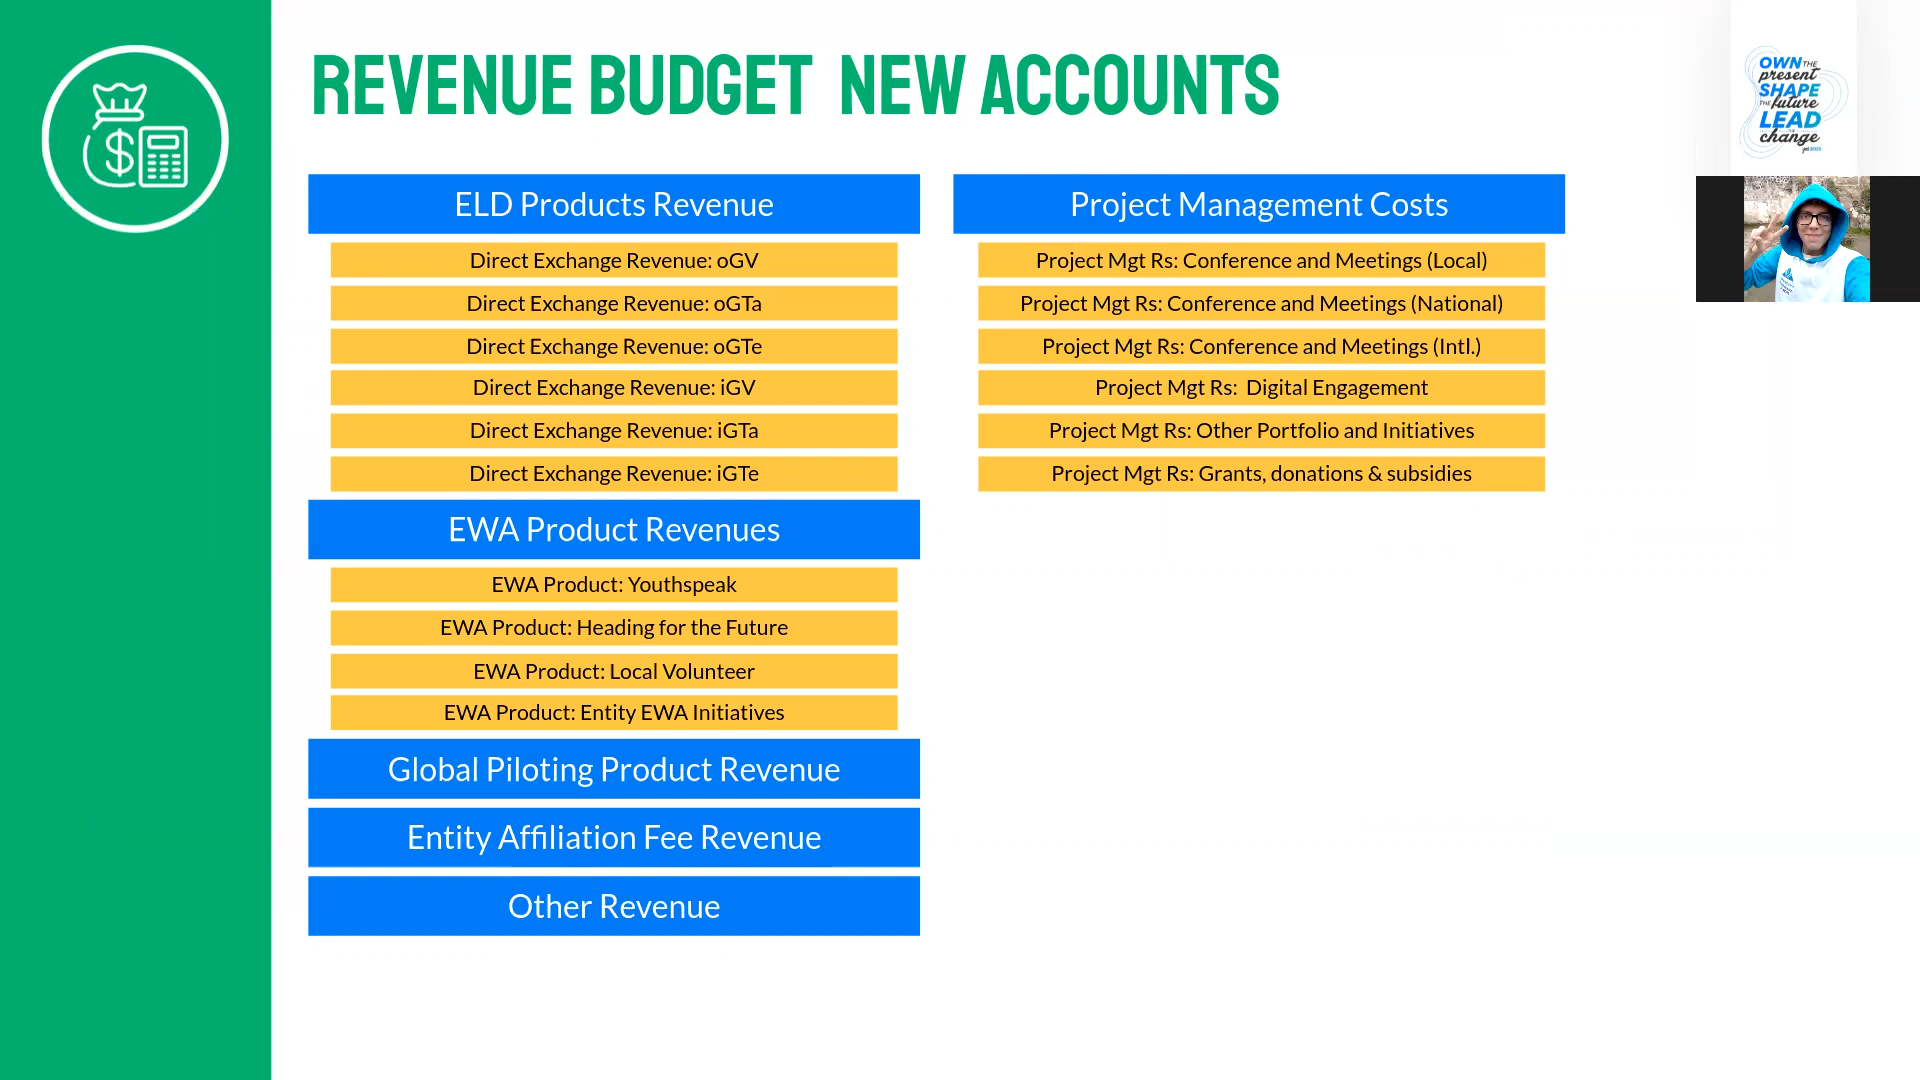 REVENUE BUDGET NEW ACCOUNTS
OWN THE
present
SHAPE
THE future
LEAD
change
ELD Products Revenue
Direct Exchange Revenue: oGV
Direct Exchange Revenue: oGTa
Direct Exchange Revenue: oGTe
Direct Exchange Revenue: iGV
Direct Exchange Revenue: iGTa
Direct Exchange Revenue: iGTe
EWA Product Revenues
EWA Product: Youthspeak
EWA Product: Heading for the Future
EWA Product: Local Volunteer
EWA Product: Entity EWA Initiatives
Global Piloting Product Revenue
Entity Affiliation Fee Revenue
Other Revenue
Project Management Costs
Project Mgt Rs: Conference and Meetings (Local)
Project Mgt Rs: Conference and Meetings (National)
Project Mgt Rs: Conference and Meetings (Intl.)
Project Mgt Rs: Digital Engagement
Project Mgt Rs: Other Portfolio and Initiatives
Project Mgt Rs: Grants, donations & subsidies